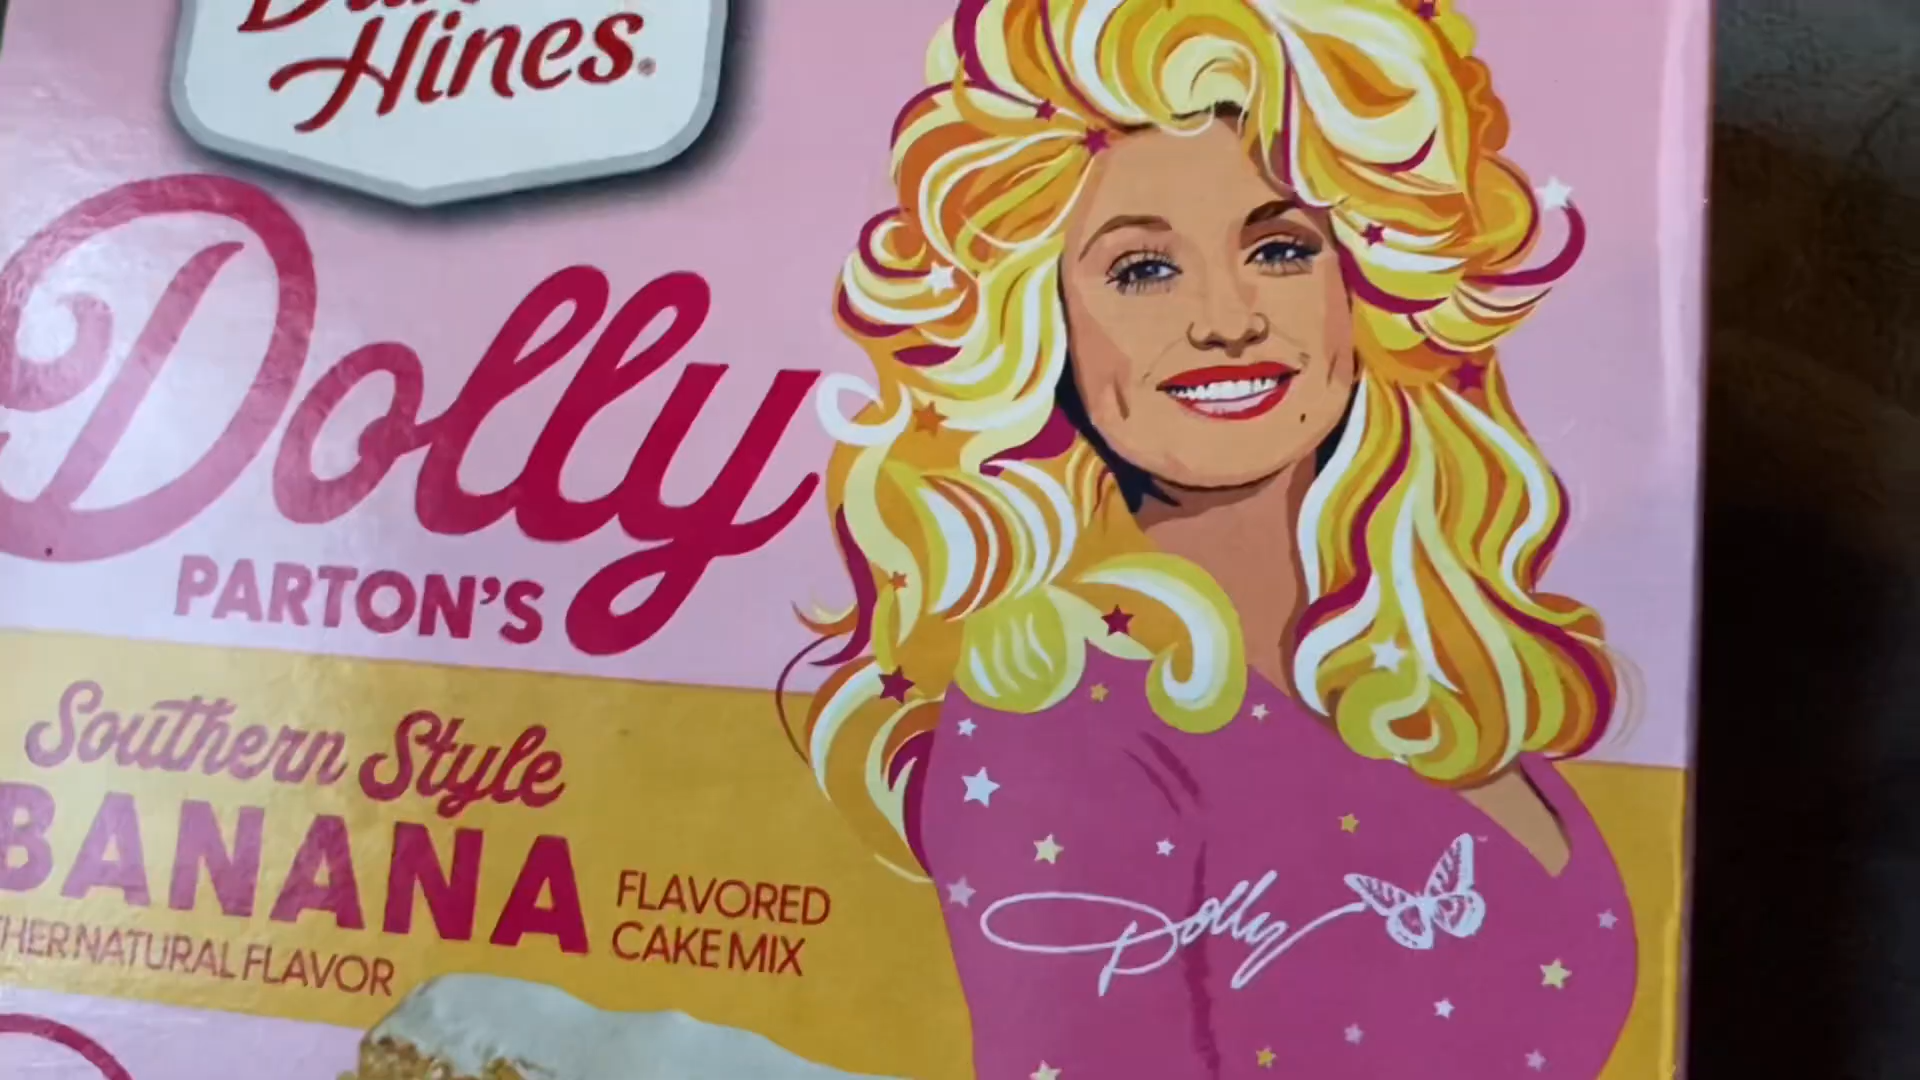 Hines®
Dolly
PARTON'S
Southern Style
BANANA
FLAVORED
CAKE MIX
NATURAL FLAVOR
Dolly